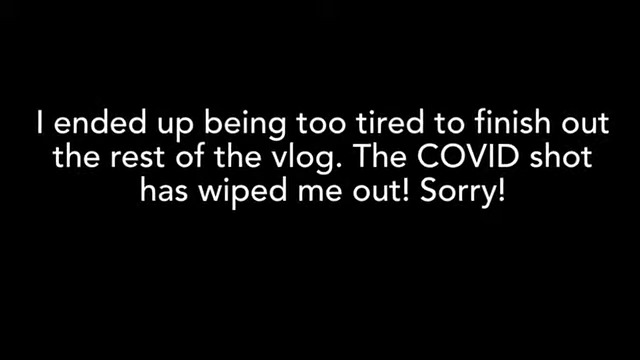 I ended up being too tired to finish out
the rest of the vlog. The COVID shot
has wiped me out! Sorry!